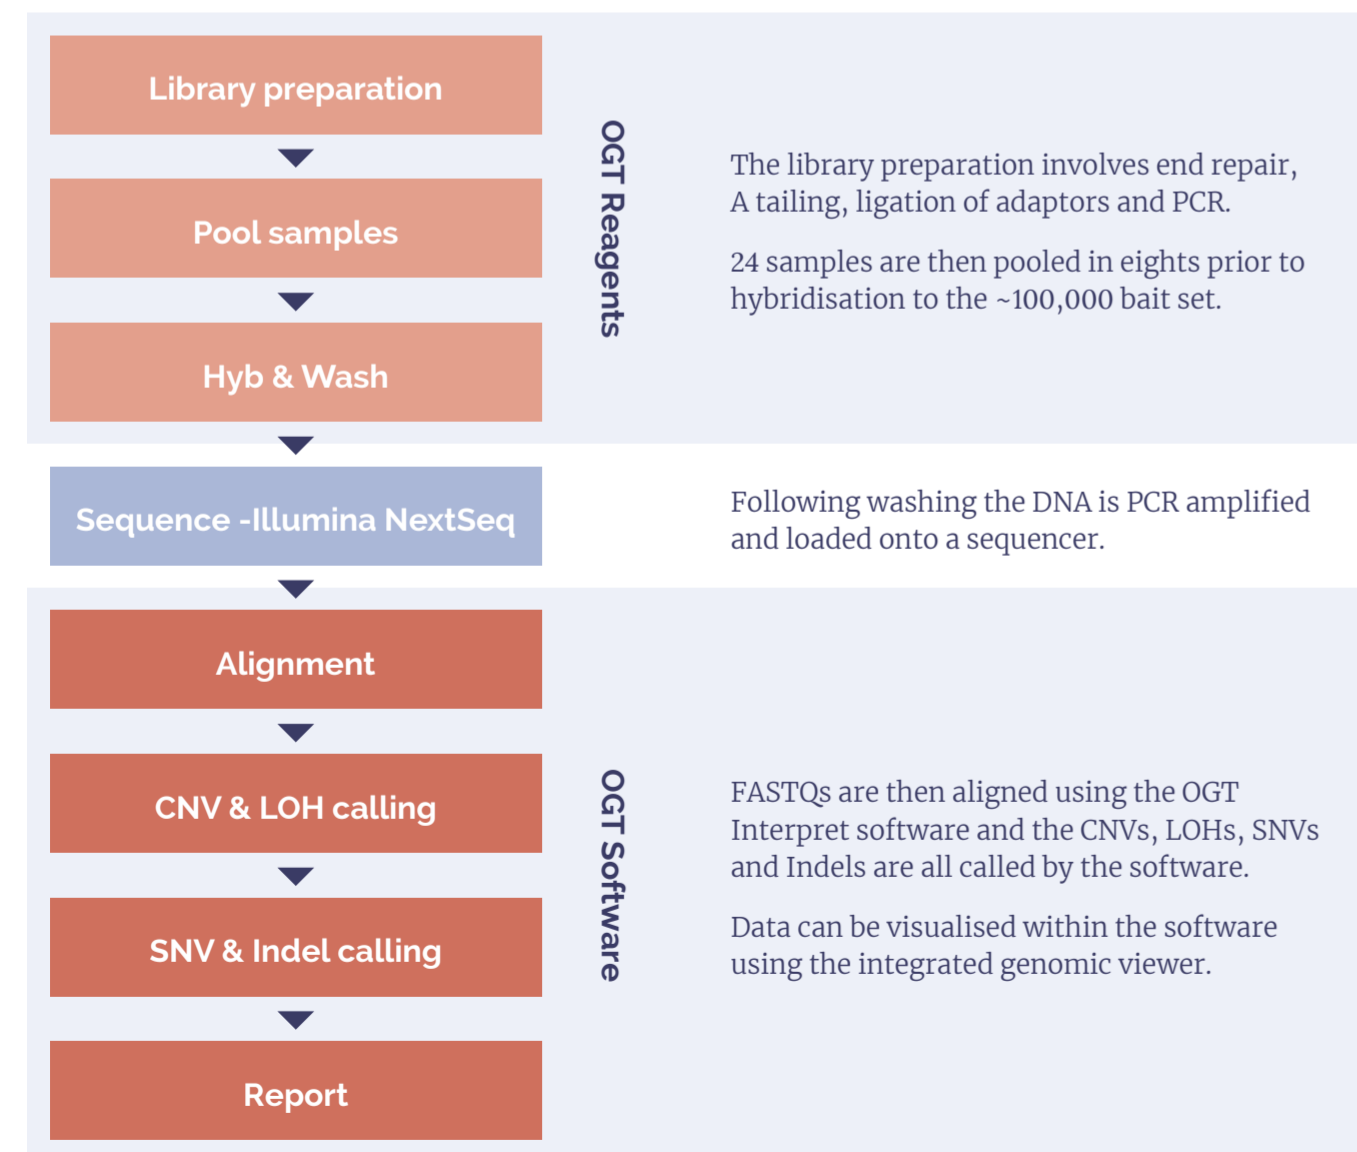 Library preparation
Pool samples
Hyb & Wash
OGT Reagents
The library preparation involves end repair,
A tailing, ligation of adaptors and PCR.
24 samples are then pooled in eights prior to
hybridisation to the ~100,000 bait set.
Sequence -Illumina NextSeq
Following washing the DNA is PCR amplified
and loaded onto a sequencer.
Alignment
CNV & LOH calling
SNV & Indel calling
Report
OGT Software
FASTQs are then aligned using the OGT
Interpret software and the CNVs, LOHs, SNVs
and Indels are all called by the software.
Data can be visualised within the software
using the integrated genomic viewer.